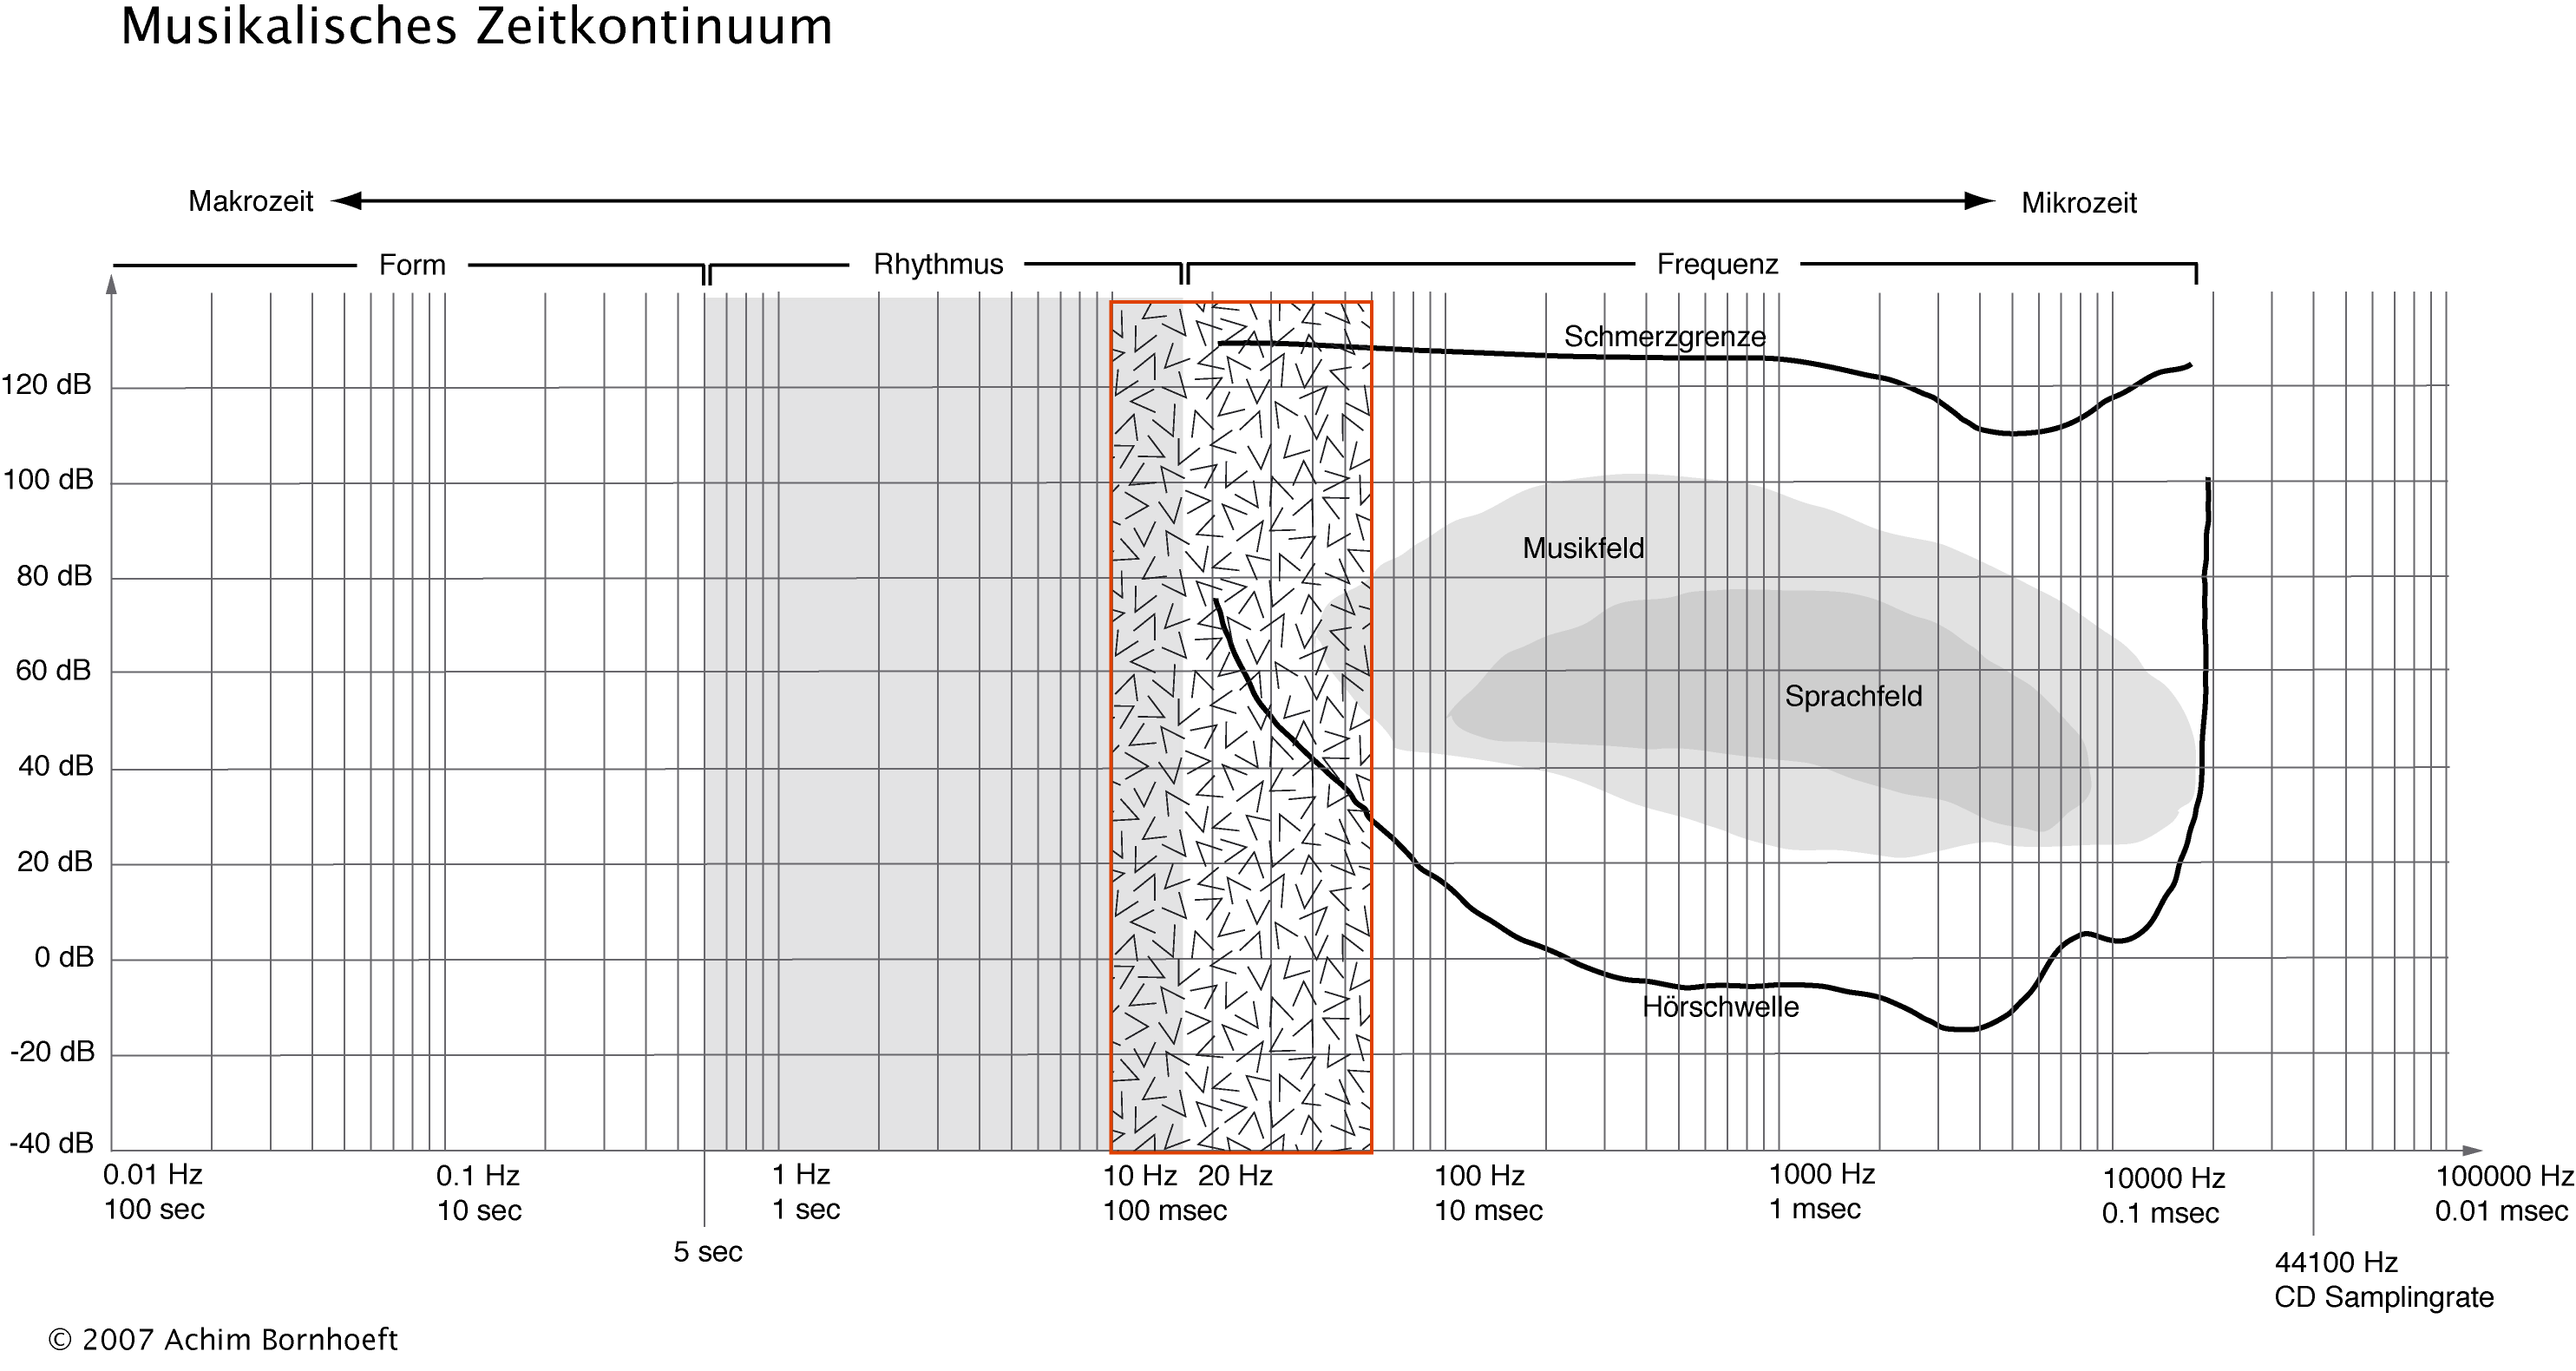 Musikalisches Zeitkontinuum
Makrozeit
Mikrozeit
Form
Rhythmus
Frequenz
Schmerzgrenze
120 dB
100 dB
Musikfeld
80 dB
60 dB
Sprachfeld
40 dB
20 dB
0 dB
Hörschwelle
-20 dB
-40 dB
0.01 Hz
100 sec
0.1 Hz
10 sec
1 Hz
1 sec
10 Hz
100 msec
20 Hz
100 Hz
10 msec
1000 Hz
1 msec
10000 Hz
0.1 msec
100000 Hz
0.01 msec
5 sec
44100 Hz
CD Samplingrate
© 2007 Achim Bornhoeft